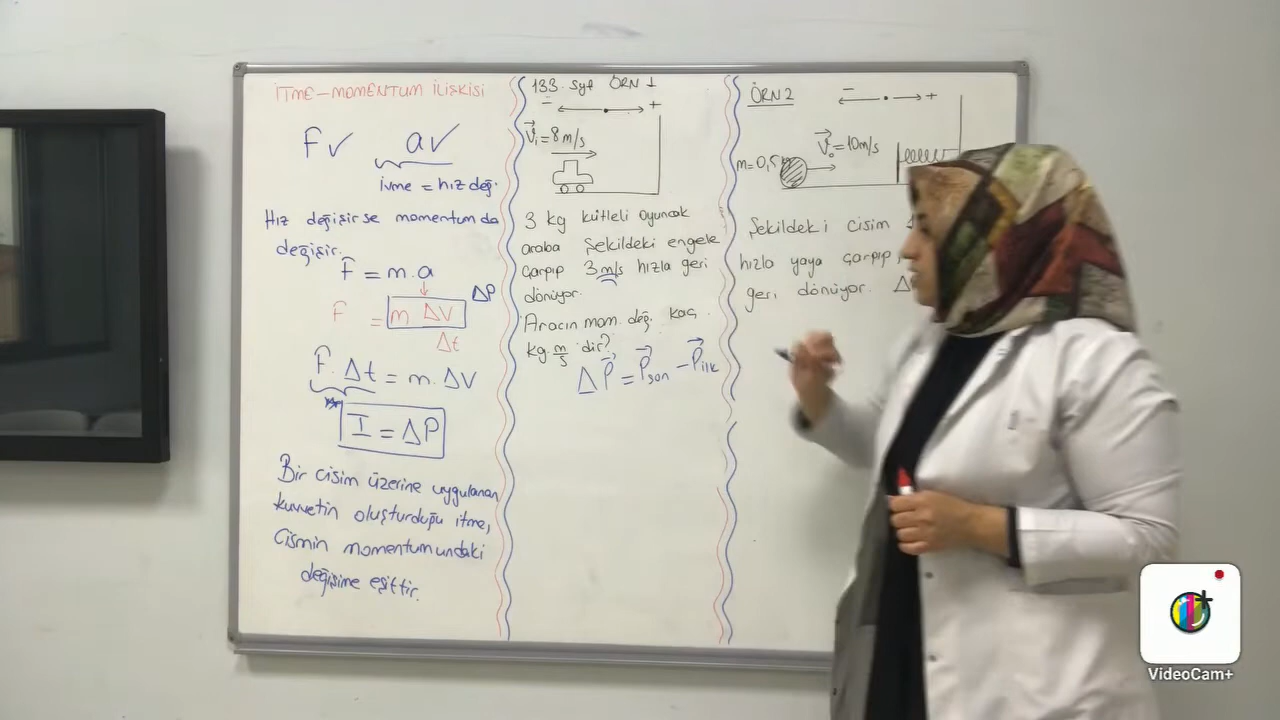 İTME-MOMENTUM İLİŞKİSİ
F✓ a✓
ivme = hız değ.
Hız değişirse momentum da
değişir.
F = m.a
F = m ΔV ΔP
Δt
F. Δt = m. ΔV
I = ΔP
Bir cisim üzerine uygulanan
kuvvetin oluşturduğu itme,
Cismin momentumundaki
değişime eşittir.
133. syf ÖRN 1
- +
Vi = 8 m/s
3 kg kütleli oyuncak
araba şekildeki engele
çarpıp 3 m/s hızla geri
dönüyor.
Aracın mom. değ. kaç
kg m/s dir?
ΔP = Pson - Pilk
ÖRN 2
- +
V₀ = 10 m/s
m = 0,5
Şekildeki cisim
hızla yaya çarpıp,
geri dönüyor. Δ
VideoCam+